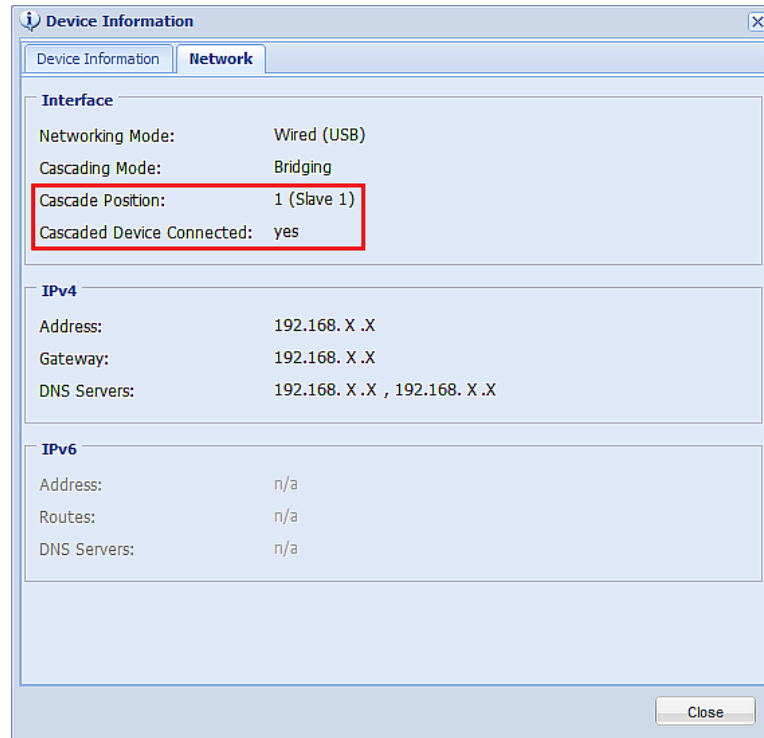 Device Information
Device Information Network
Interface
Networking Mode: Wired (USB)
Cascading Mode: Bridging
Cascade Position: 1 (Slave 1)
Cascaded Device Connected: yes
IPv4
Address: 192.168. X .X
Gateway: 192.168. X .X
DNS Servers: 192.168. X .X , 192.168. X .X
IPv6
Address: n/a
Routes: n/a
DNS Servers: n/a
Close